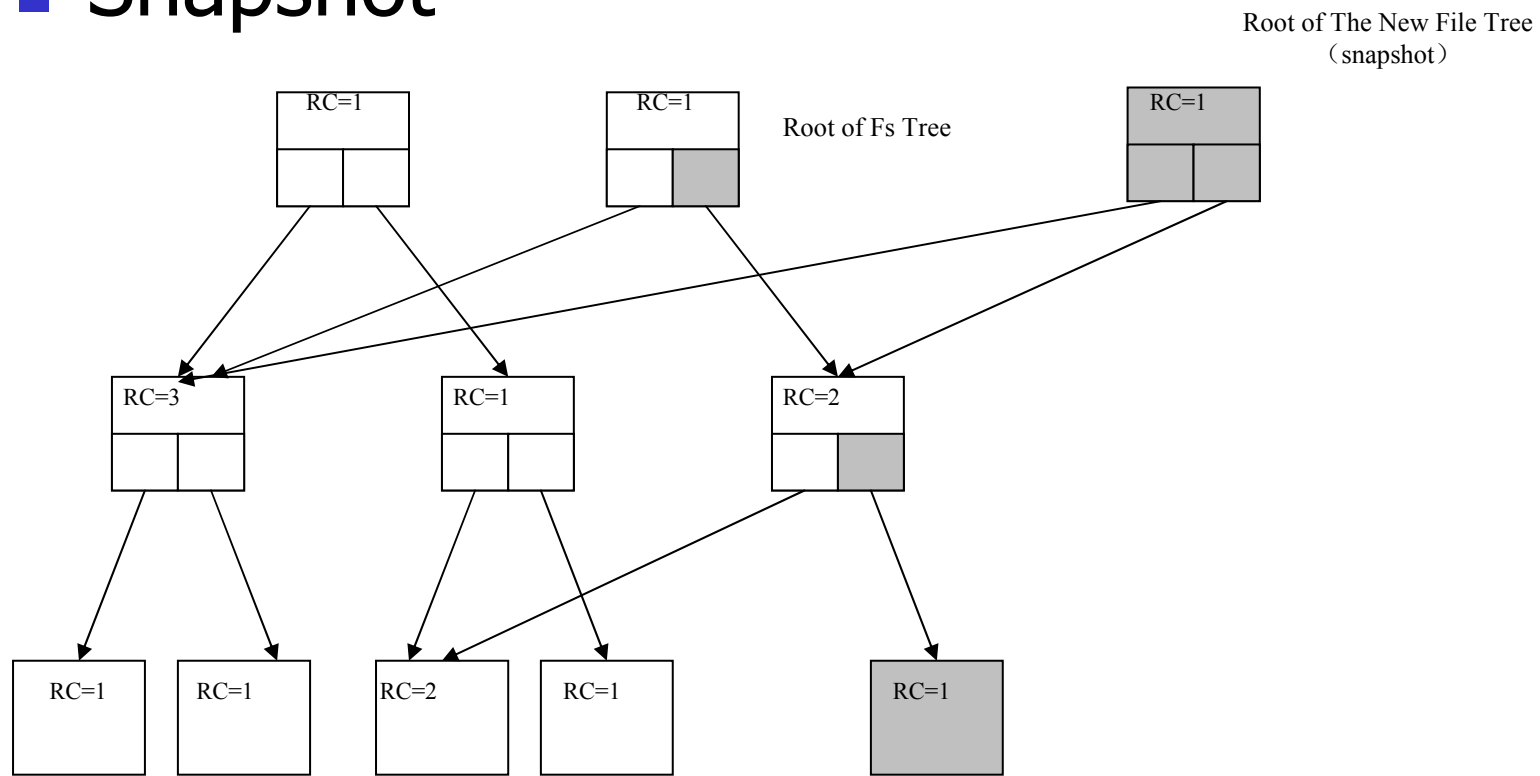 Snapshot
Root of The New File Tree
（snapshot）
RC=1
RC=1
Root of Fs Tree
RC=1
RC=3
RC=1
RC=2
RC=1
RC=1
RC=2
RC=1
RC=1